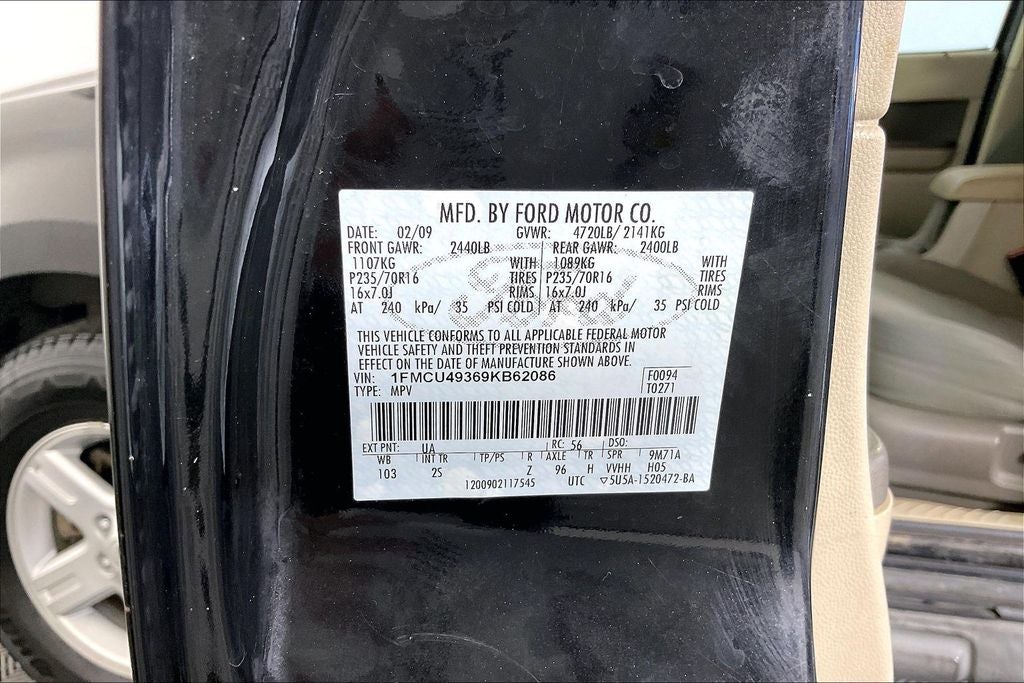 MFD. BY FORD MOTOR CO.
DATE: 02/09 GVWR: 4720LB/ 2141KG
FRONT GAWR: 2440LB REAR GAWR: 2400LB
1107KG WITH 1089KG WITH
P235/70R16 TIRES P235/70R16 TIRES
16x7.0J RIMS 16x7.0J RIMS
AT 240 kPa/ 35 PSI COLD AT 240 kPa/ 35 PSI COLD
Ford
THIS VEHICLE CONFORMS TO ALL APPLICABLE FEDERAL MOTOR
VEHICLE SAFETY AND THEFT PREVENTION STANDARDS IN
EFFECT ON THE DATE OF MANUFACTURE SHOWN ABOVE.
VIN: 1FMCU49369KB62086 F0094
TYPE: MPV T0271
EXT PNT: UA RC: 56 DSO:
WB INT TR TP/PS R AXLE TR SPR 9M71A
103 2S Z 96 H VVHH H05
1200902117545 UTC ▽5U5A-1520472-BA